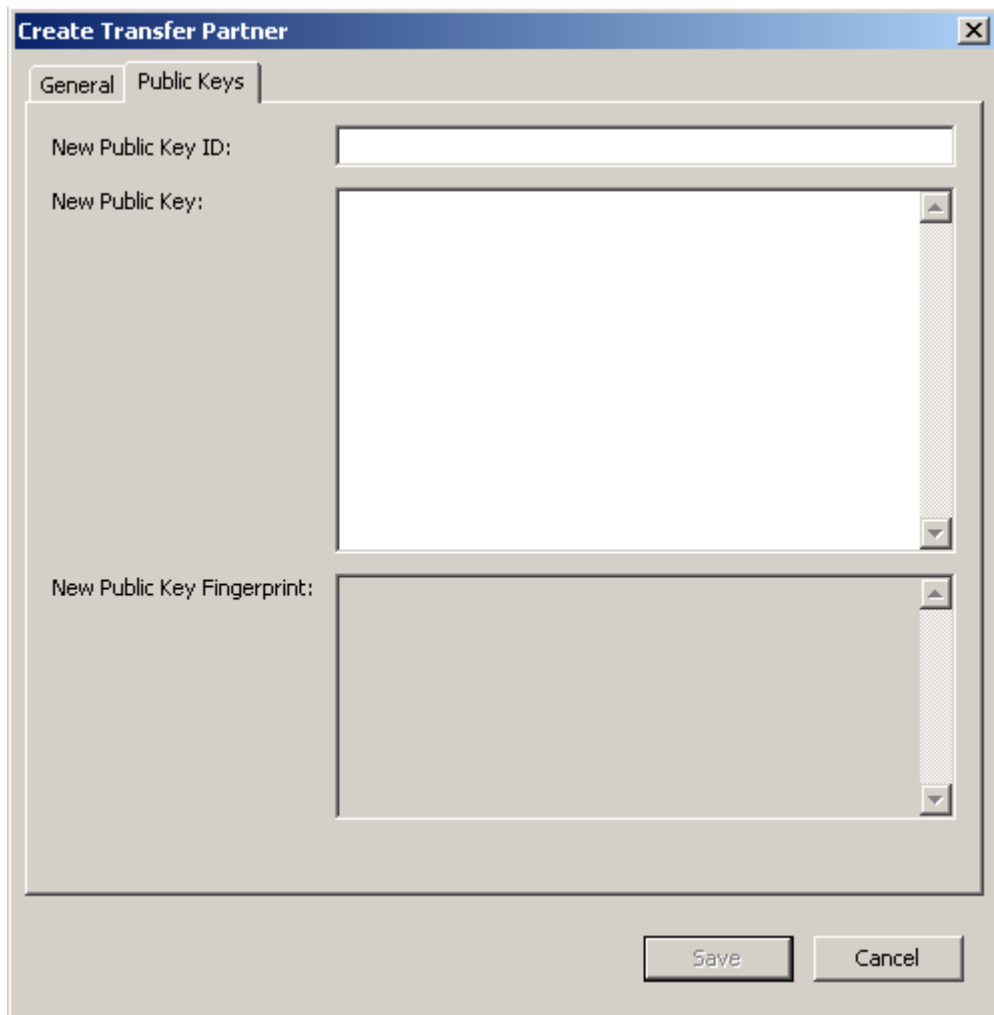 Create Transfer Partner
General
Public Keys
New Public Key ID:
New Public Key:
New Public Key Fingerprint:
Save
Cancel